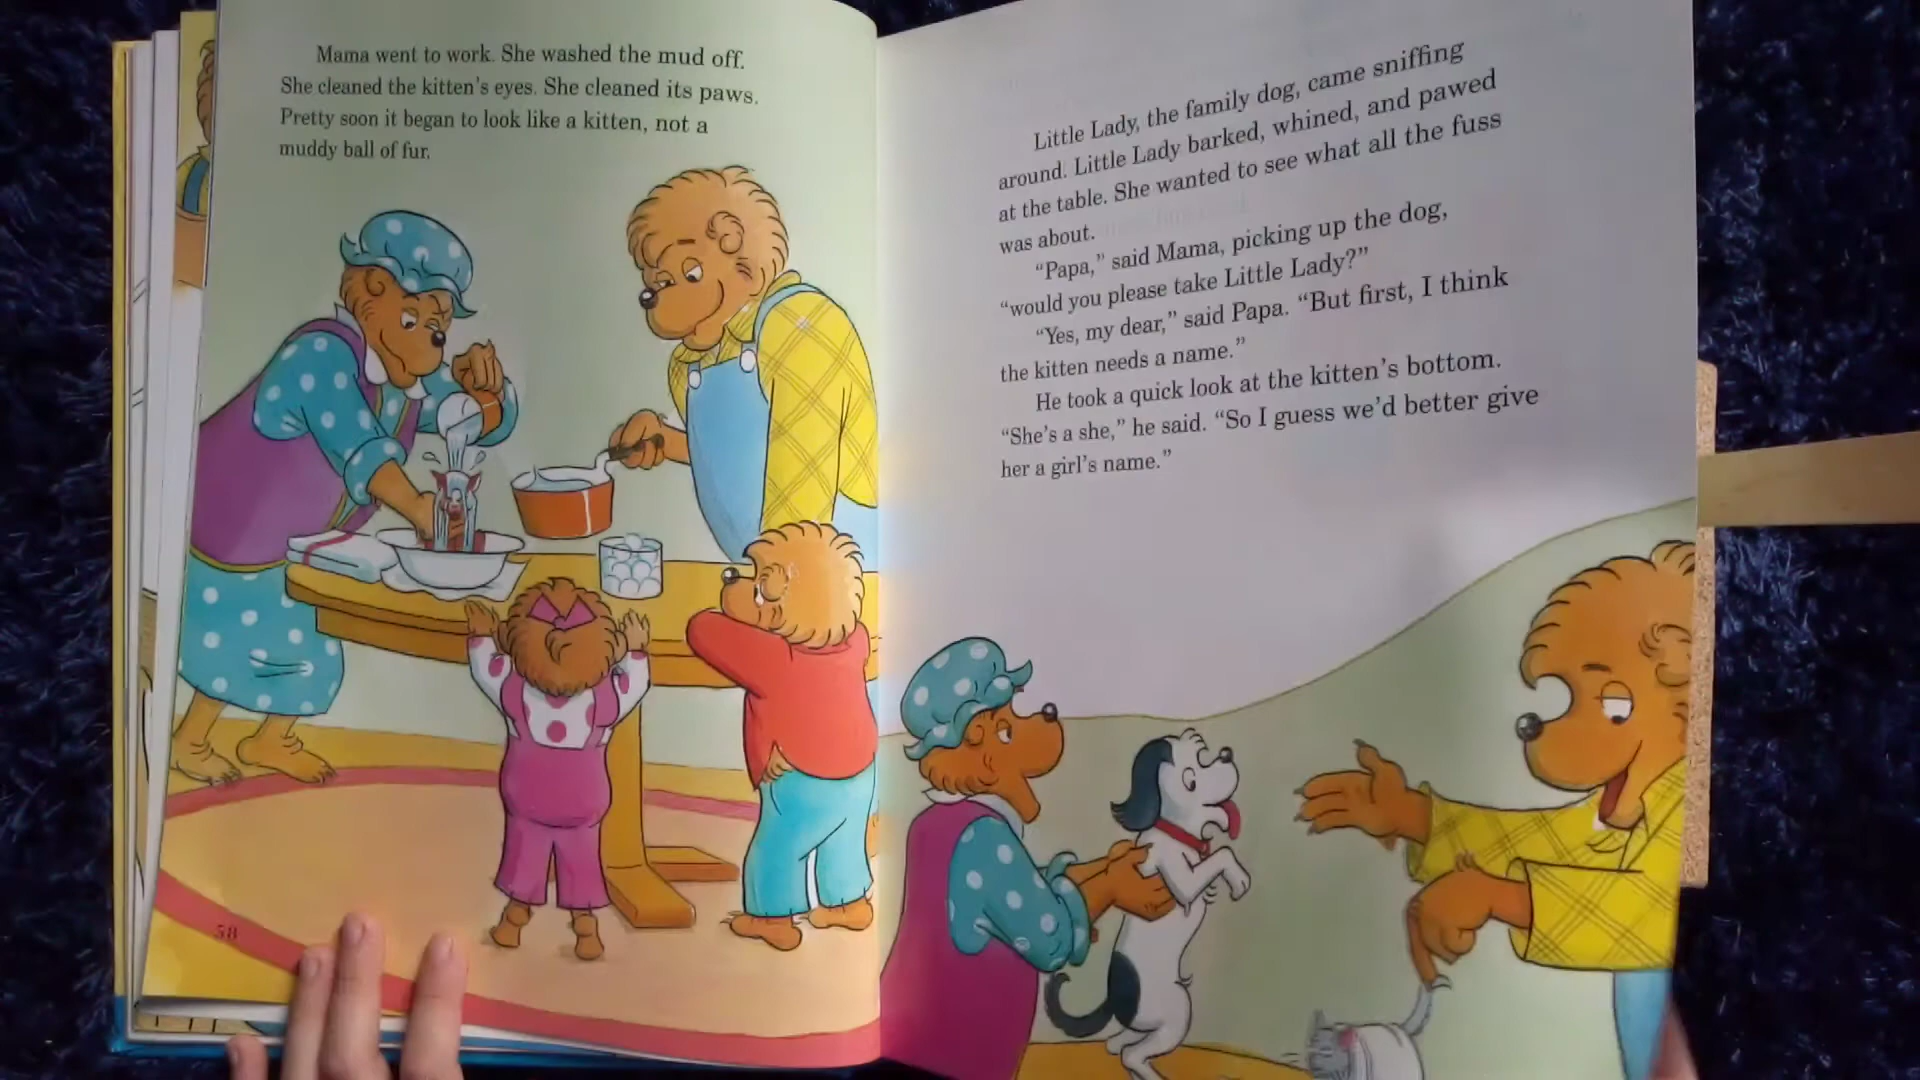 Mama went to work. She washed the mud off.
She cleaned the kitten's eyes. She cleaned its paws.
Pretty soon it began to look like a kitten, not a
muddy ball of fur.
58
Little Lady, the family dog, came sniffing
around. Little Lady barked, whined, and pawed
at the table. She wanted to see what all the fuss
was about.
“Papa,” said Mama, picking up the dog,
“would you please take Little Lady?”
“Yes, my dear,” said Papa. “But first, I think
the kitten needs a name.”
He took a quick look at the kitten's bottom.
“She's a she,” he said. “So I guess we'd better give
her a girl's name.”